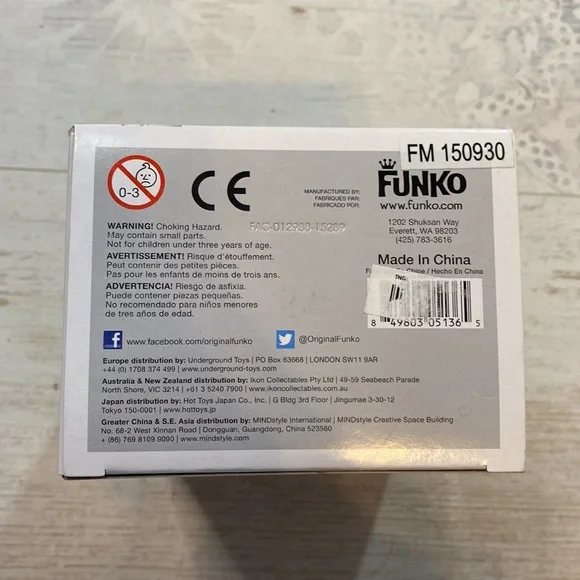 FM 150930
0-3
CE
MANUFACTURED BY:
FABRIQUÉS PAR:
FABRICADO POR:
FUNKO
www.funko.com
1202 Shuksan Way
Everett, WA 98203
(425) 783-3616
FAC-012983-15289
WARNING! Choking Hazard.
May contain small parts.
Not for children under three years of age.
AVERTISSEMENT! Risque d'étouffement.
Peut contenir des petites pièces.
Pas pour les enfants de moins de trois ans.
ADVERTENCIA! Riesgo de asfixia.
Puede contener piezas pequeñas.
No recomendado para niños menores
de tres años de edad.
Made In China
Chine / Hecho En China
8 49803 05136 5
www.facebook.com/originalfunko
@OriginalFunko
Europe distribution by: Underground Toys | PO Box 63668 | LONDON SW11 9AR
+44 (0) 1708 374 499 | www.underground-toys.com
Australia & New Zealand distribution by: Ikon Collectables Pty Ltd | 49-59 Seabeach Parade
North Shore, VIC 3214 | +61 3 5240 7900 | www.ikoncollectables.com
Japan distribution by: Hot Toys Japan Co., Inc. | G Bldg 3rd Floor | Jingumae 3-30-12
Tokyo 150-0001 | www.hottoys.jp
Greater China & S.E. Asia distribution by: MINDstyle International | MINDstyle Creative Space Building
No. 68-2 West Xinnan Road | Dongguan, Guangdong, China 523560
+ (86) 769 8109 9090 | www.mindstyle.com